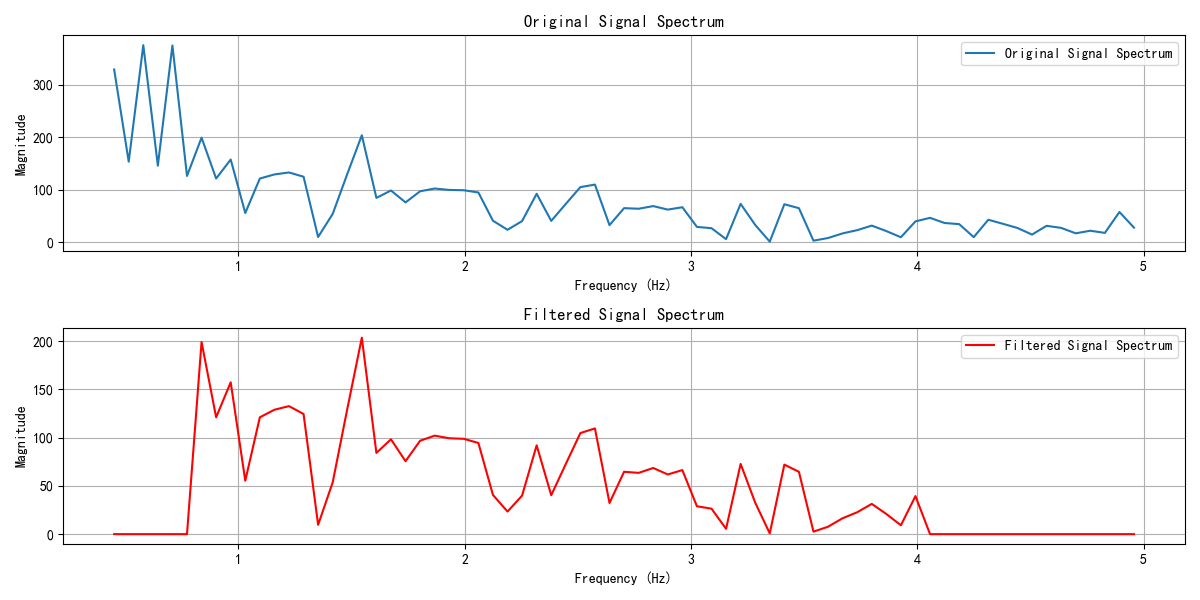 Original Signal Spectrum
Original Signal Spectrum
Magnitude
300
200
100
0
1
2
3
4
5
Frequency (Hz)
Filtered Signal Spectrum
Filtered Signal Spectrum
Magnitude
200
150
100
50
0
1
2
3
4
5
Frequency (Hz)